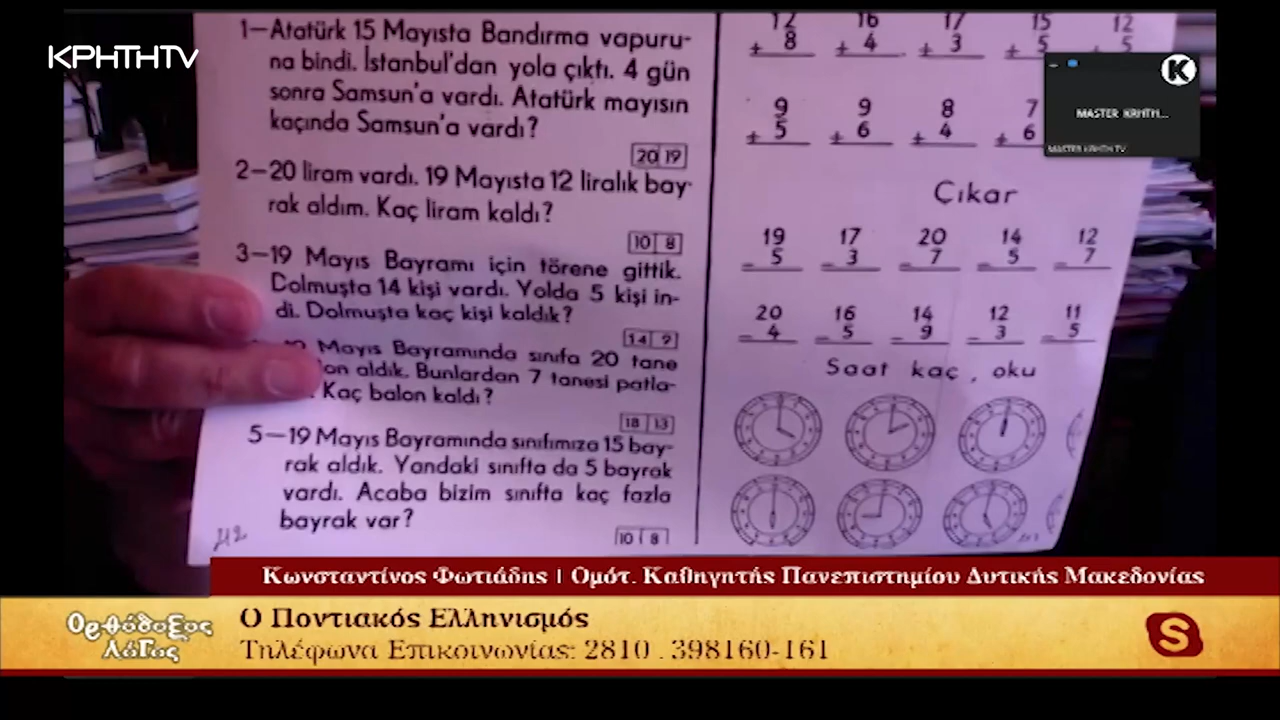 ΚΡΗΤΗTV
1–Atatürk 15 Mayısta Bandırma vapuru-
na bindi. İstanbul'dan yola çıktı. 4 gün
sonra Samsun'a vardı. Atatürk mayısın
kaçında Samsun'a vardı?
20 19
2–20 liram vardı. 19 Mayısta 12 liralık bay-
rak aldım. Kaç liram kaldı?
10 8
3–19 Mayıs Bayramı için törene gittik.
Dolmuşta 14 kişi vardı. Yolda 5 kişi in-
di. Dolmuşta kaç kişi kaldık?
14 9
Mayıs Bayramında sınıfa 20 tane
aldık. Bunlardan 7 tanesi patla-
Kaç balon kaldı?
18 13
5–19 Mayıs Bayramında sınıfımıza 15 bay-
rak aldık. Yandaki sınıfta da 5 bayrak
vardı. Acaba bizim sınıfta kaç fazla
bayrak var?
10 8
12 16 17 15 12
+ 8 + 4 + 3 + 5 + 5
9 9 8 7
+ 5 + 6 + 4 + 6
Çıkar
19 17 20 14 12
- 5 - 3 - 7 - 5 - 7
20 16 14 12 11
- 4 - 5 - 9 - 3 - 5
Saat kaç, oku
K
MASTER KRHTH...
MASTER KRHTH TV
Κωνσταντίνος Φωτιάδης | Ομότ. Καθηγητής Πανεπιστημίου Δυτικής Μακεδονίας
Ορθόδοξος
Λόγος
Ο Ποντιακός Ελληνισμός
Τηλέφωνα Επικοινωνίας: 2810 . 398160-161
S